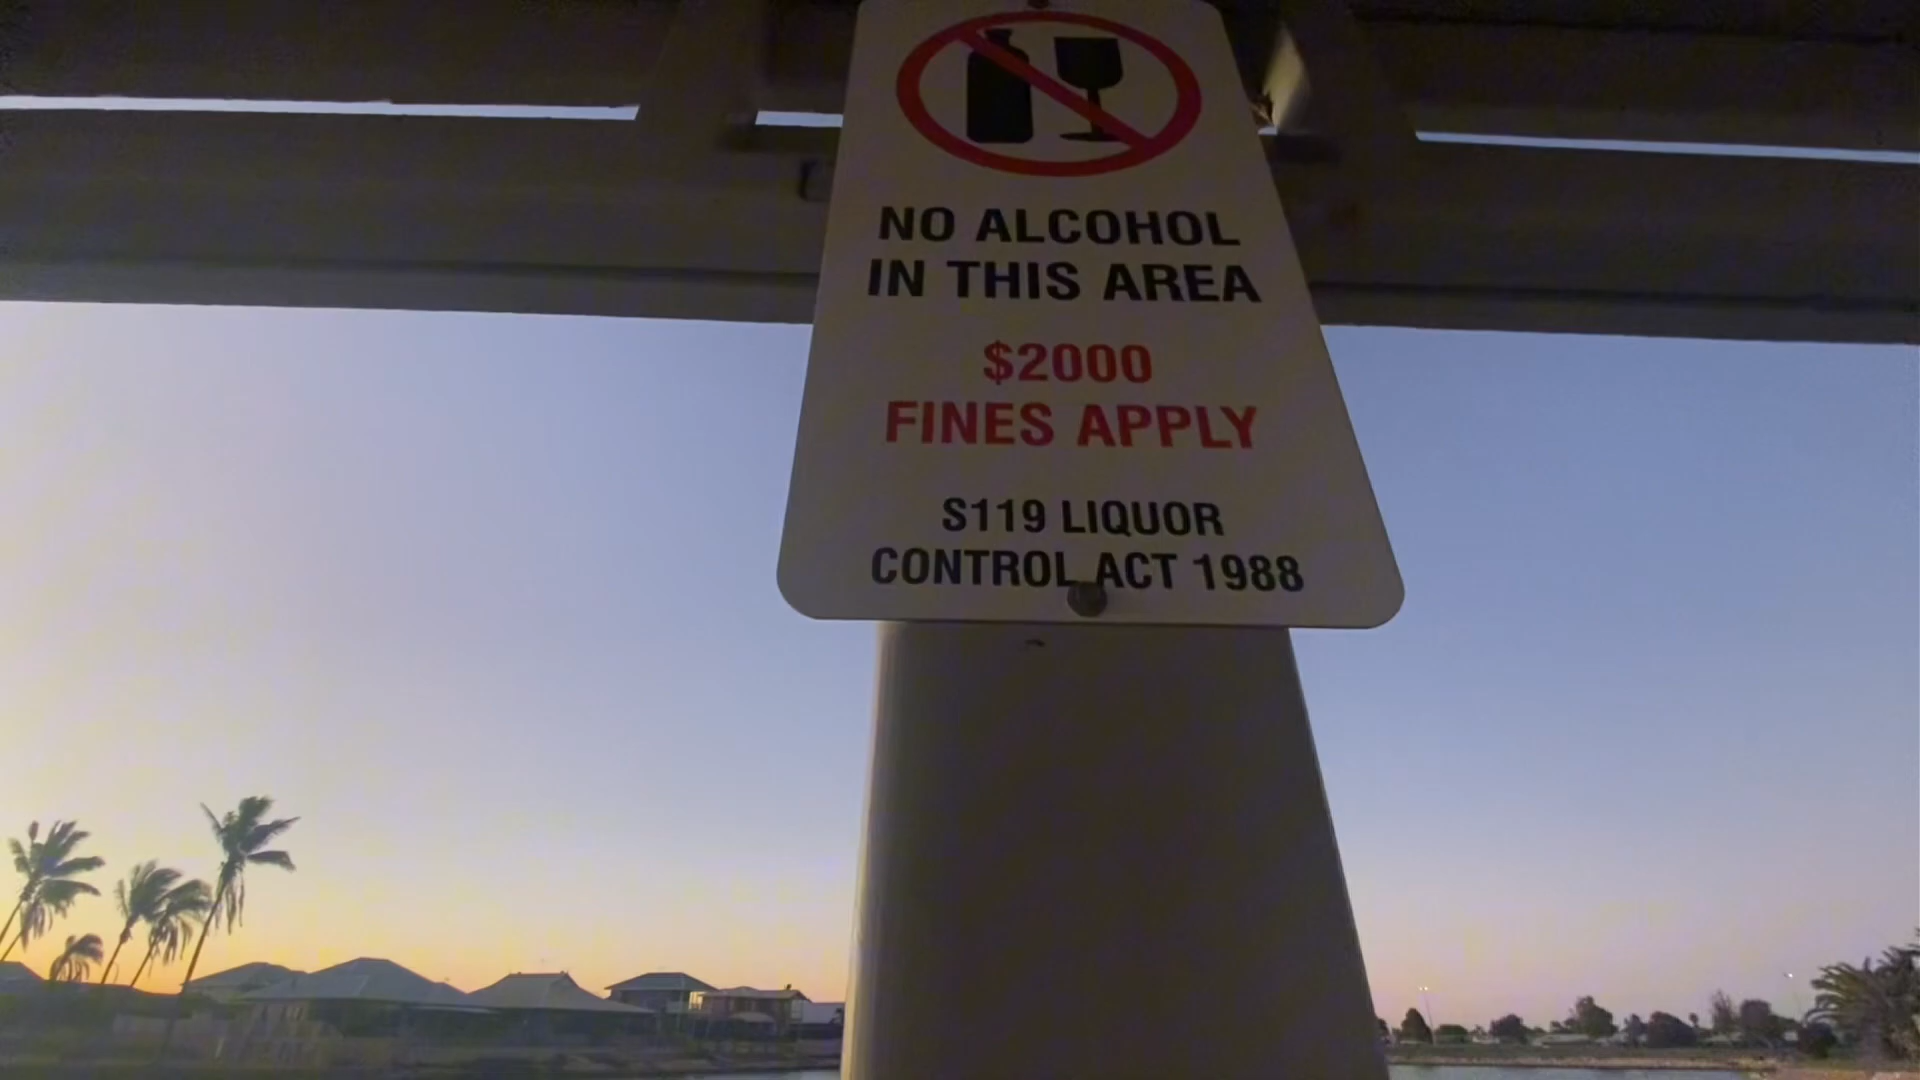 NO ALCOHOL
IN THIS AREA
$2000
FINES APPLY
S119 LIQUOR
CONTROL ACT 1988